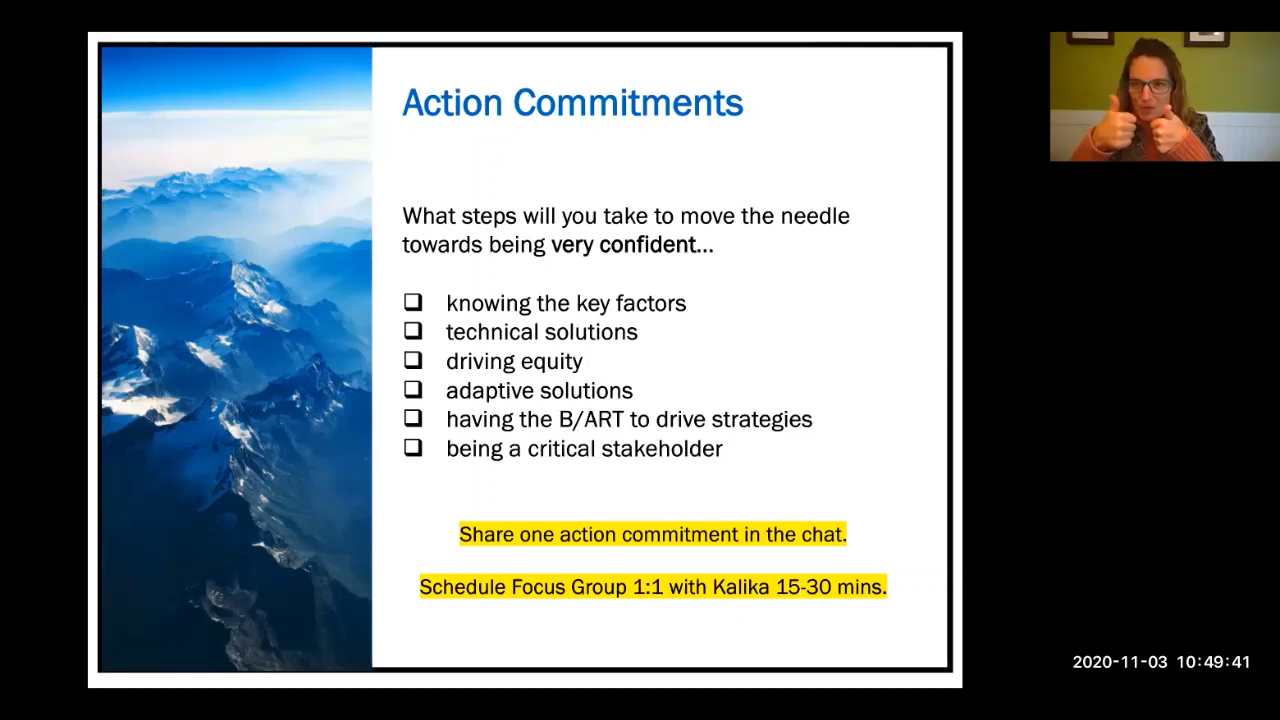 Action Commitments
What steps will you take to move the needle
towards being very confident...
❑ knowing the key factors
❑ technical solutions
❑ driving equity
❑ adaptive solutions
❑ having the B/ART to drive strategies
❑ being a critical stakeholder
Share one action commitment in the chat.
Schedule Focus Group 1:1 with Kalika 15-30 mins.
2020-11-03 10:49:41